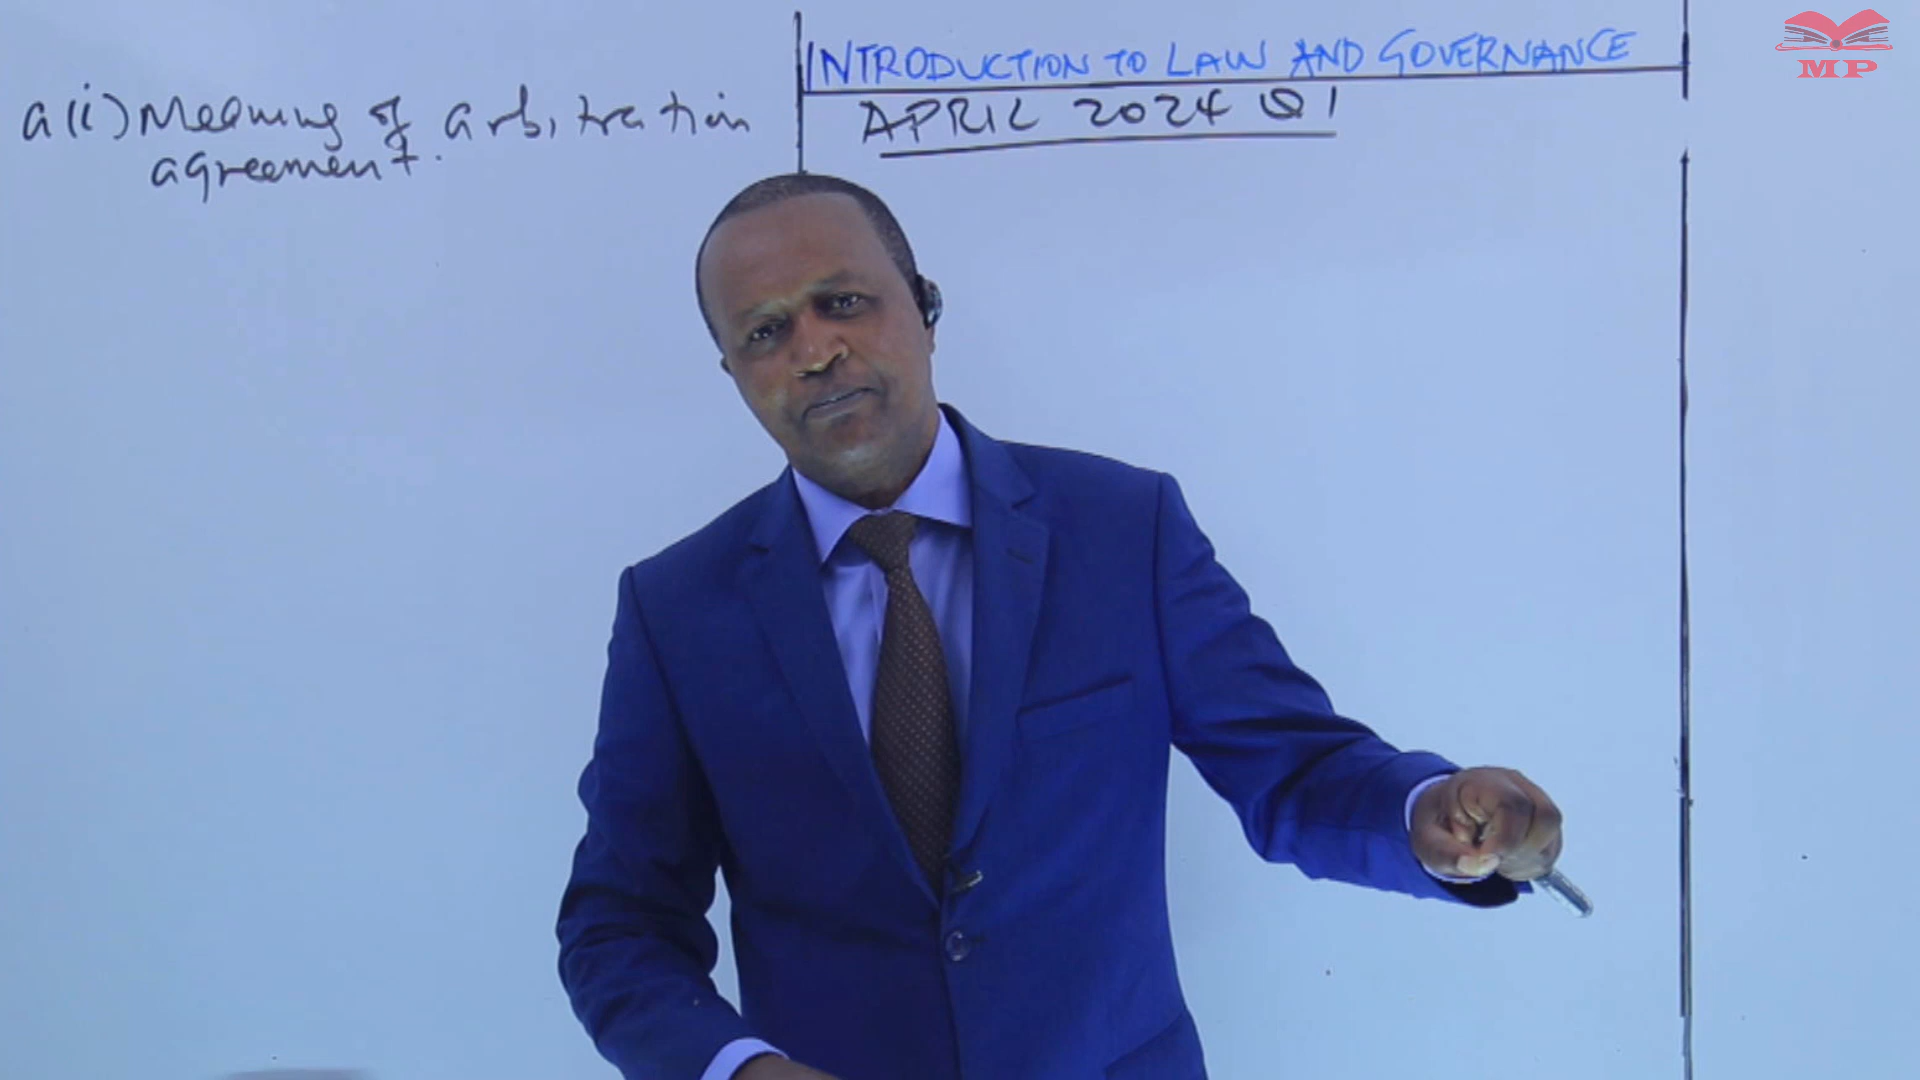 INTRODUCTION TO LAW AND GOVERNANCE
APRIL 2024 Q1
a(i) Meaning of arbitration
agreement.
MP